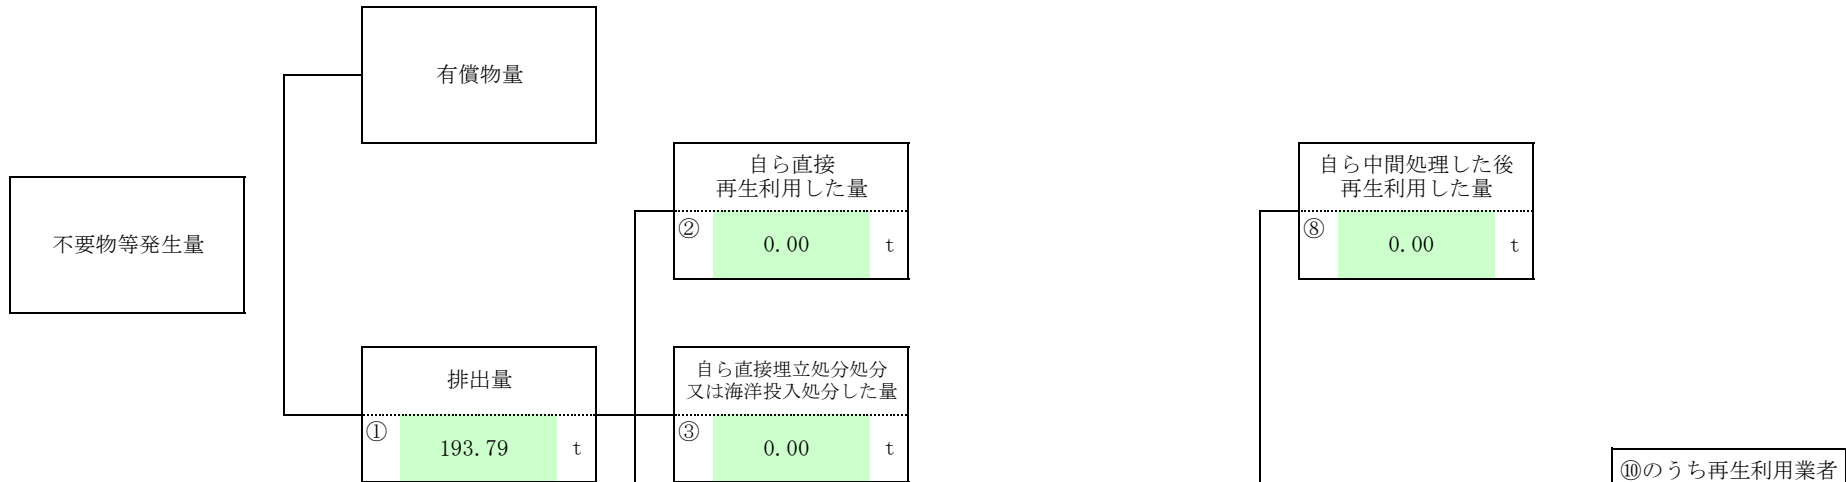 有償物量
不要物等発生量
自ら直接
再生利用した量
② 0.00 t
自ら中間処理した後
再生利用した量
⑧ 0.00 t
排出量
① 193.79 t
自ら直接埋立処分処分
又は海洋投入処分した量
③ 0.00 t
⑩のうち再生利用業者